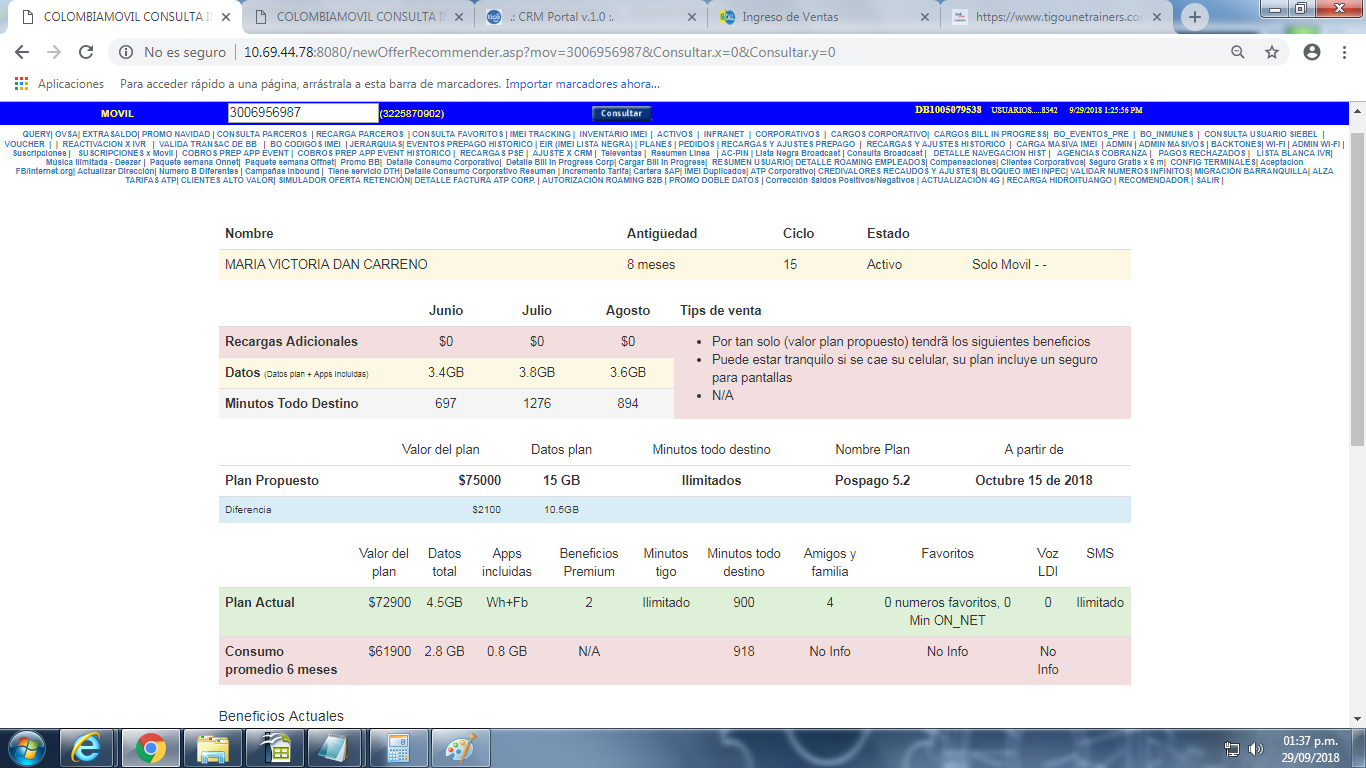 COLOMBIAMOVIL CONSULTA I
COLOMBIAMOVIL CONSULTA I
.: CRM Portal v.1.0 :.
Ingreso de Ventas
https://www.tigounetrainers.co
No es seguro | 10.69.44.78:8080/newOfferRecommender.asp?mov=3006956987&Consultar.x=0&Consultar.y=0
Aplicaciones Para acceder rápido a una página, arrástrala a esta barra de marcadores. Importar marcadores ahora...
MOVIL 3006956987 (3225870902) Consultar DB1005079538 USUARIOS.....8342 9/29/2018 1:25:56 PM
QUERY| OVSA| EXTRASALDO| PROMO NAVIDAD | CONSULTA PARCEROS | RECARGA PARCEROS | CONSULTA FAVORITOS | IMEI TRACKING | INVENTARIO IMEI | ACTIVOS | INFRANET | CORPORATIVOS | CARGOS CORPORATIVO| CARGOS BILL IN PROGRESS| BO_EVENTOS_PRE | BO_INMUNES | CONSULTA USUARIO SIEBEL |
VOUCHER | | REACTIVACION X IVR | VALIDA TRANSAC DE BB | BO CODIGOS IMEI | JERARQUIAS| EVENTOS PREPAGO HISTORICO | EIR (IMEI LISTA NEGRA) | PLANES | PEDIDOS | RECARGAS Y AJUSTES PREPAGO | RECARGAS Y AJUSTES HISTORICO | CARGA MASIVA IMEI | ADMIN | ADMIN MASIVOS | BACKTONES| WI-FI | ADMIN WI-FI |
Suscripciones | SUSCRIPCIONES x Movil | COBROS PREP APP EVENT | COBROS PREP APP EVENT HISTORICO | RECARGAS PSE | AJUSTE X CRM | Televentas | Resumen Linea | AC-PIN | Lista Negra Broadcast | Consulta Broadcast | DETALLE NAVEGACION HIST | AGENCIAS COBRANZA | PAGOS RECHAZADOS | LISTA BLANCA IVR|
Musica Ilimitada - Deezer | Paquete semana Onnet| Paquete semana Offnet| Promo BB| Detalle Consumo Corporativo| Detalle Bill In Progress Corp| Cargar Bill In Progress| RESUMEN USUARIO| DETALLE ROAMING EMPLEADOS| Compensaciones| Clientes Corporativos| Seguro Gratis x 6 m| CONFIG TERMINALES| Aceptacion
FB/Internet.org| Actualizar Dirección| Numero B Diferentes | Campañas Inbound | Tiene servicio DTH| Detalle Consumo Corporativo Resumen | Incremento Tarifa| Cartera SAP| IMEI Duplicados| ATP Corporativo| CREDIVALORES RECAUDOS Y AJUSTES| BLOQUEO IMEI INPEC| VALIDAR NUMEROS INFINITOS| MIGRACIÓN BARRANQUILLA| ALZA
TARIFAS ATP| CLIENTES ALTO VALOR| SIMULADOR OFERTA RETENCIÓN| DETALLE FACTURA ATP CORP. | AUTORIZACIÓN ROAMING B2B | PROMO DOBLE DATOS | Corrección Saldos Positivos/Negativos | ACTUALIZACIÓN 4G | RECARGA HIDROITUANGO | RECOMENDADOR | SALIR |
Nombre Antigüedad Ciclo Estado
MARIA VICTORIA DAN CARRENO 8 meses 15 Activo Solo Movil - -
Junio Julio Agosto Tips de venta
Recargas Adicionales $0 $0 $0
Datos (Datos plan + Apps Incluidas) 3.4GB 3.8GB 3.6GB
Minutos Todo Destino 697 1276 894
Por tan solo (valor plan propuesto) tendrã los siguientes beneficios
Puede estar tranquilo si se cae su celular, su plan incluye un seguro
para pantallas
N/A
Valor del plan Datos plan Minutos todo destino Nombre Plan A partir de
Plan Propuesto $75000 15 GB Ilimitados Pospago 5.2 Octubre 15 de 2018
Diferencia $2100 10.5GB
Valor del Datos Apps Beneficios Minutos Minutos todo Amigos y Favoritos Voz SMS
plan total incluidas Premium tigo destino familia LDI
Plan Actual $72900 4.5GB Wh+Fb 2 Ilimitado 900 4 0 numeros favoritos, 0 0 Ilimitado
Min ON_NET
Consumo $61900 2.8 GB 0.8 GB N/A 918 No Info No Info No
promedio 6 meses Info
Beneficios Actuales
01:37 p.m.
29/09/2018